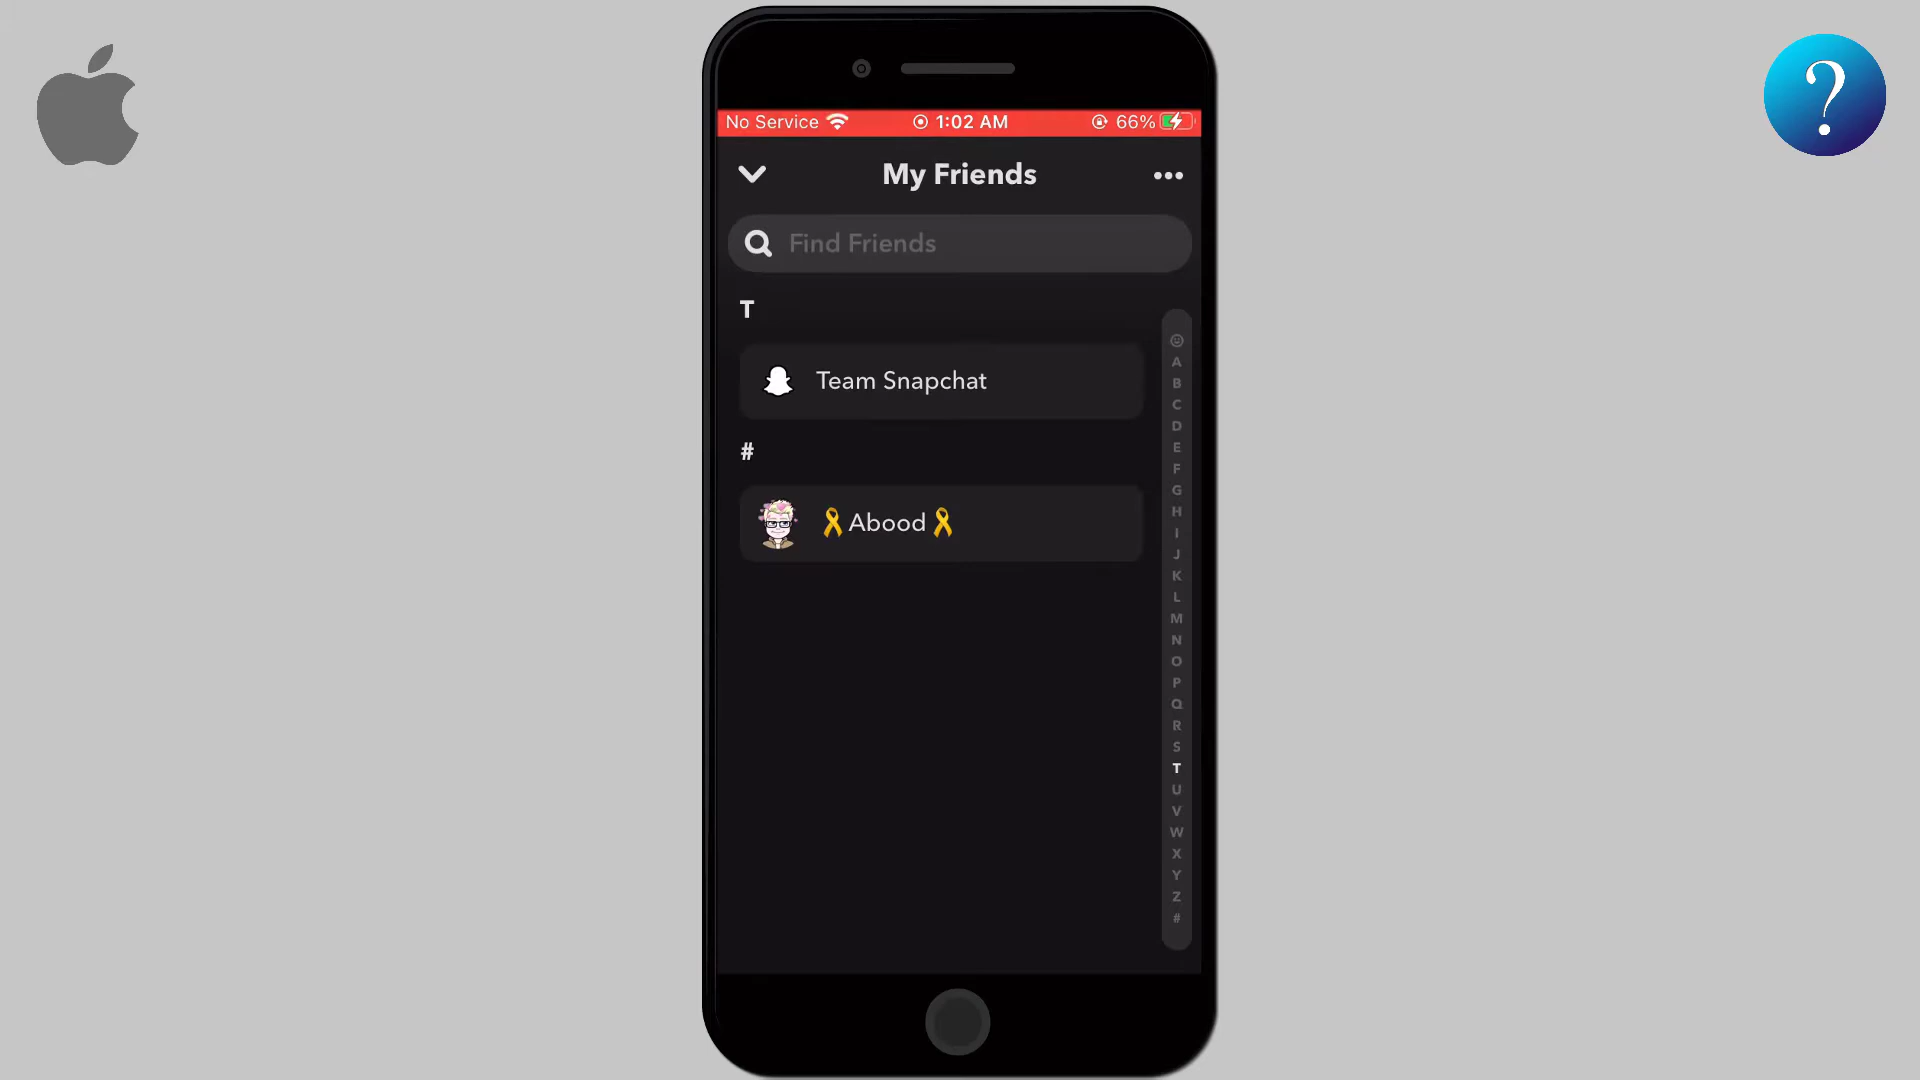 ?
No Service 1:02 AM 66%
My Friends
Find Friends
T
Team Snapchat
#
🎗Abood🎗
A
B
C
D
E
F
G
H
I
J
K
L
M
N
O
P
Q
R
S
T
U
V
W
X
Y
Z
#